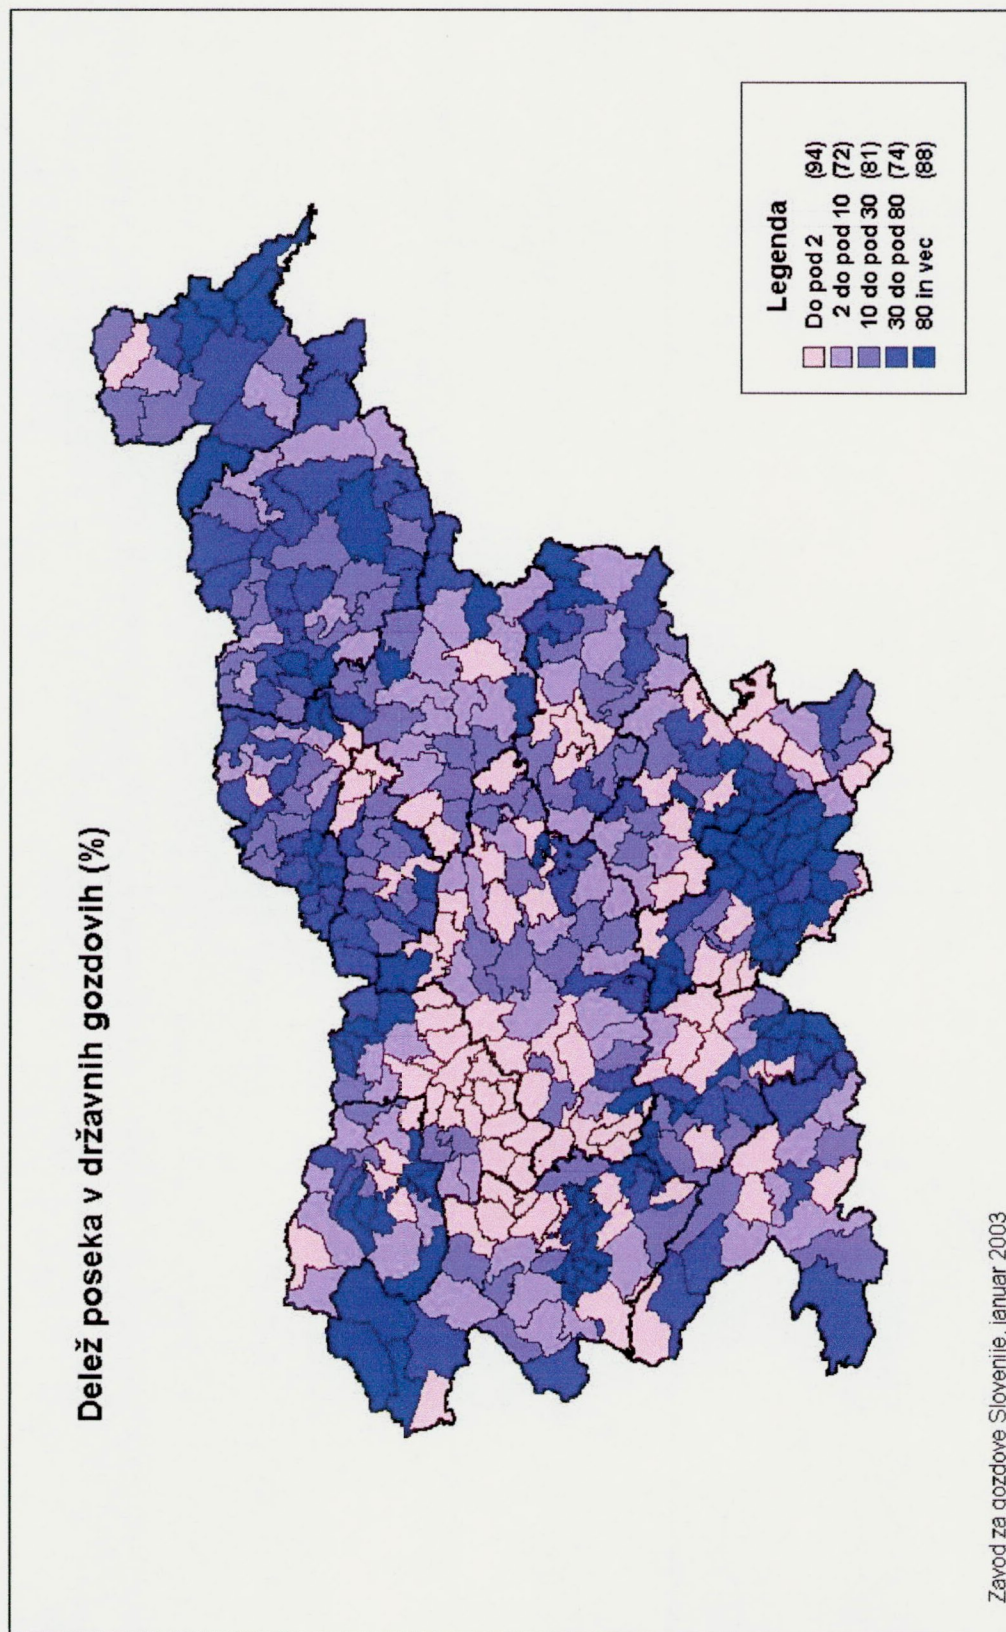 Delež poseka v državnih gozdovih (%)
Legenda
Do pod 2 (94)
2 do pod 10 (72)
10 do pod 30 (81)
30 do pod 80 (74)
80 in vec (88)
Zavod za gozdove Slovenije, januar 2003